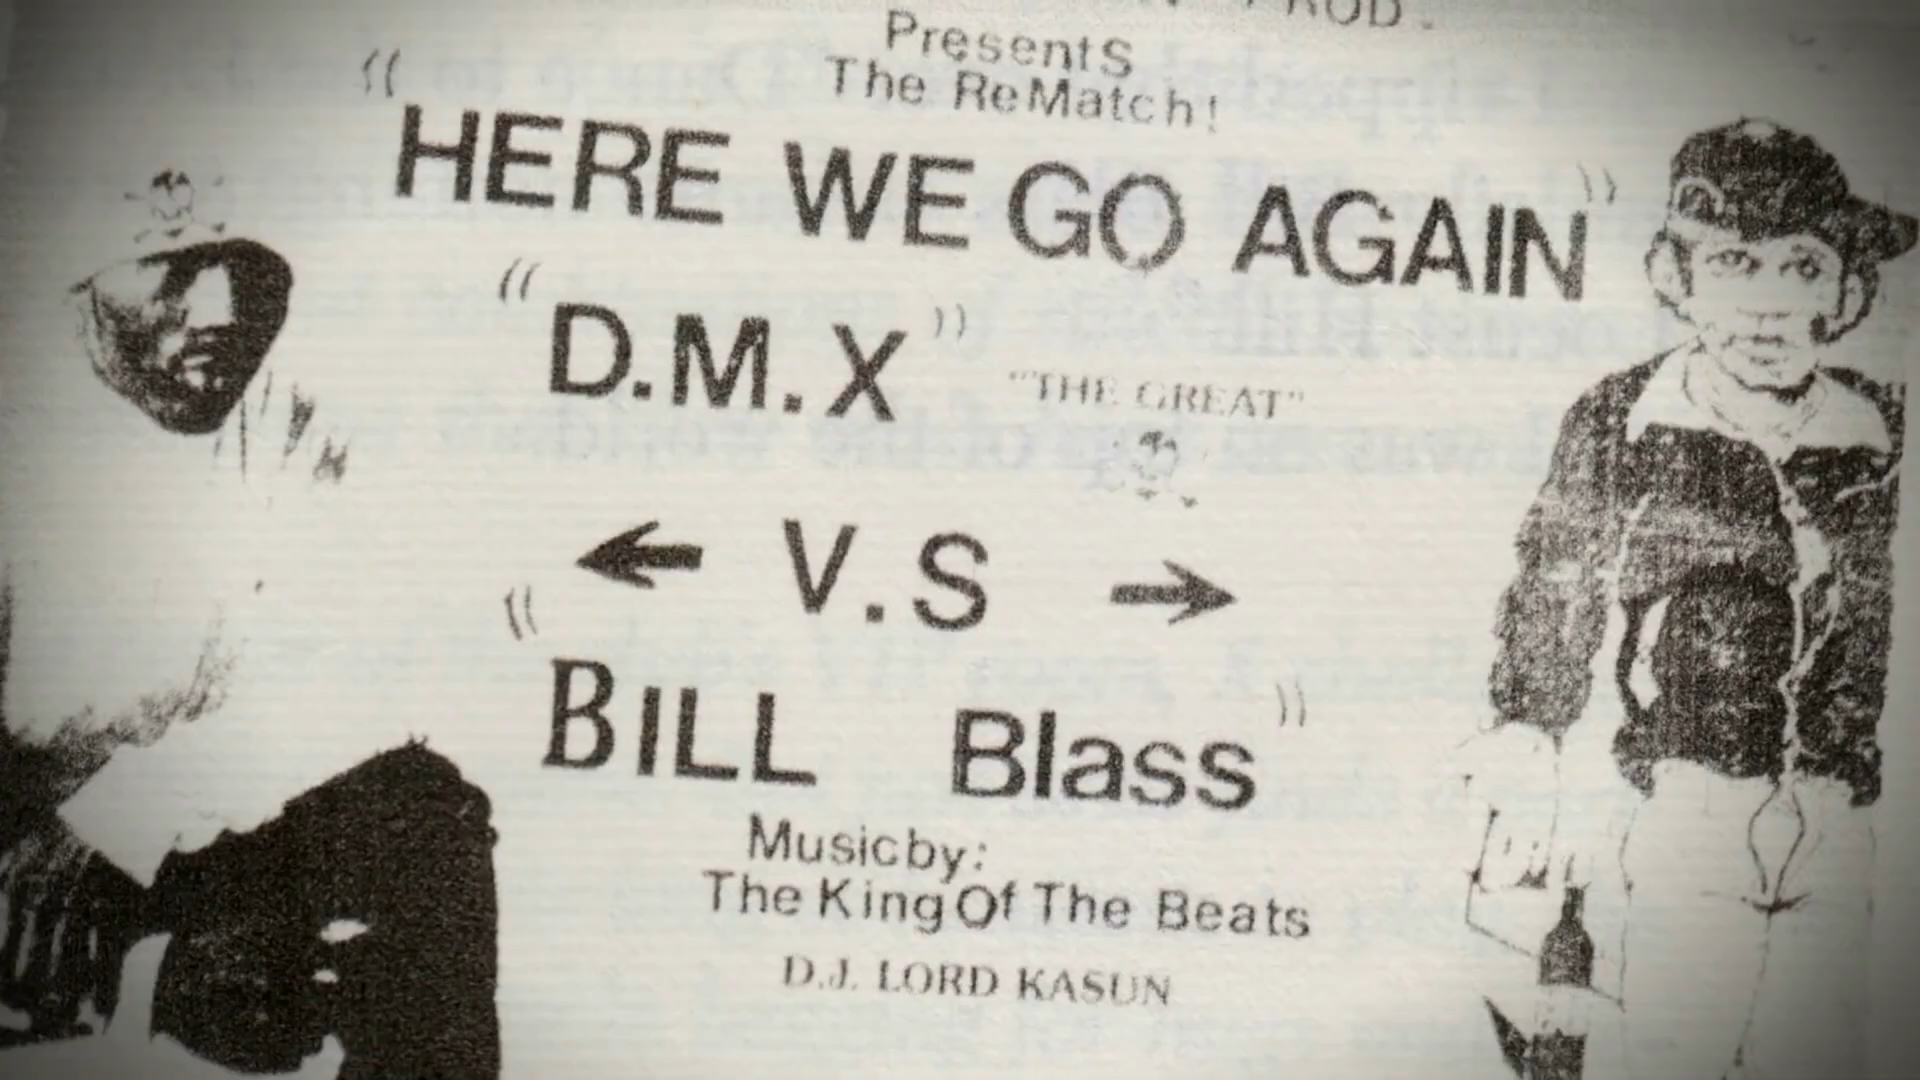 PROD.
PresentS
The ReMatch!
"HERE WE GO AGAIN"
"D.M.X"
"THE GREAT"
V.S
"BILL Blass"
Musicby:
The King Of The Beats
D.J. LORD KASUN